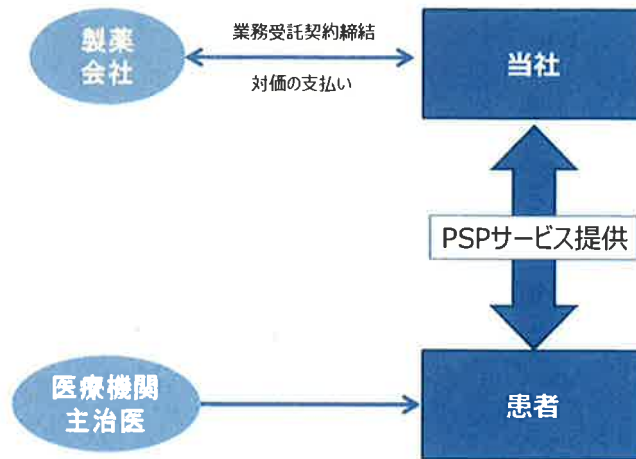 製薬
会社
業務受託契約締結
対価の支払い
当社
PSPサービス提供
医療機関
主治医
患者